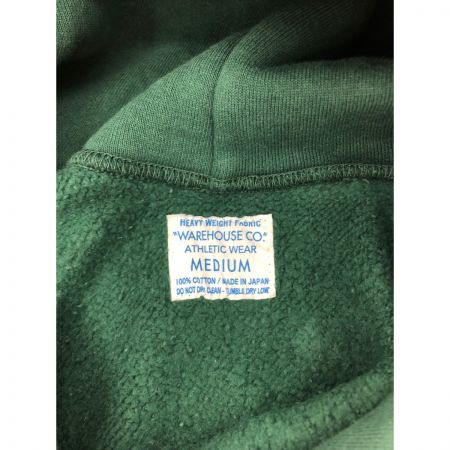 HEAVY WEIGHT FABRIC
"WAREHOUSE CO."
ATHLETIC WEAR
MEDIUM
100% COTTON / MADE IN JAPAN
DO NOT DRY CLEAN - TUMBLE DRY LOW